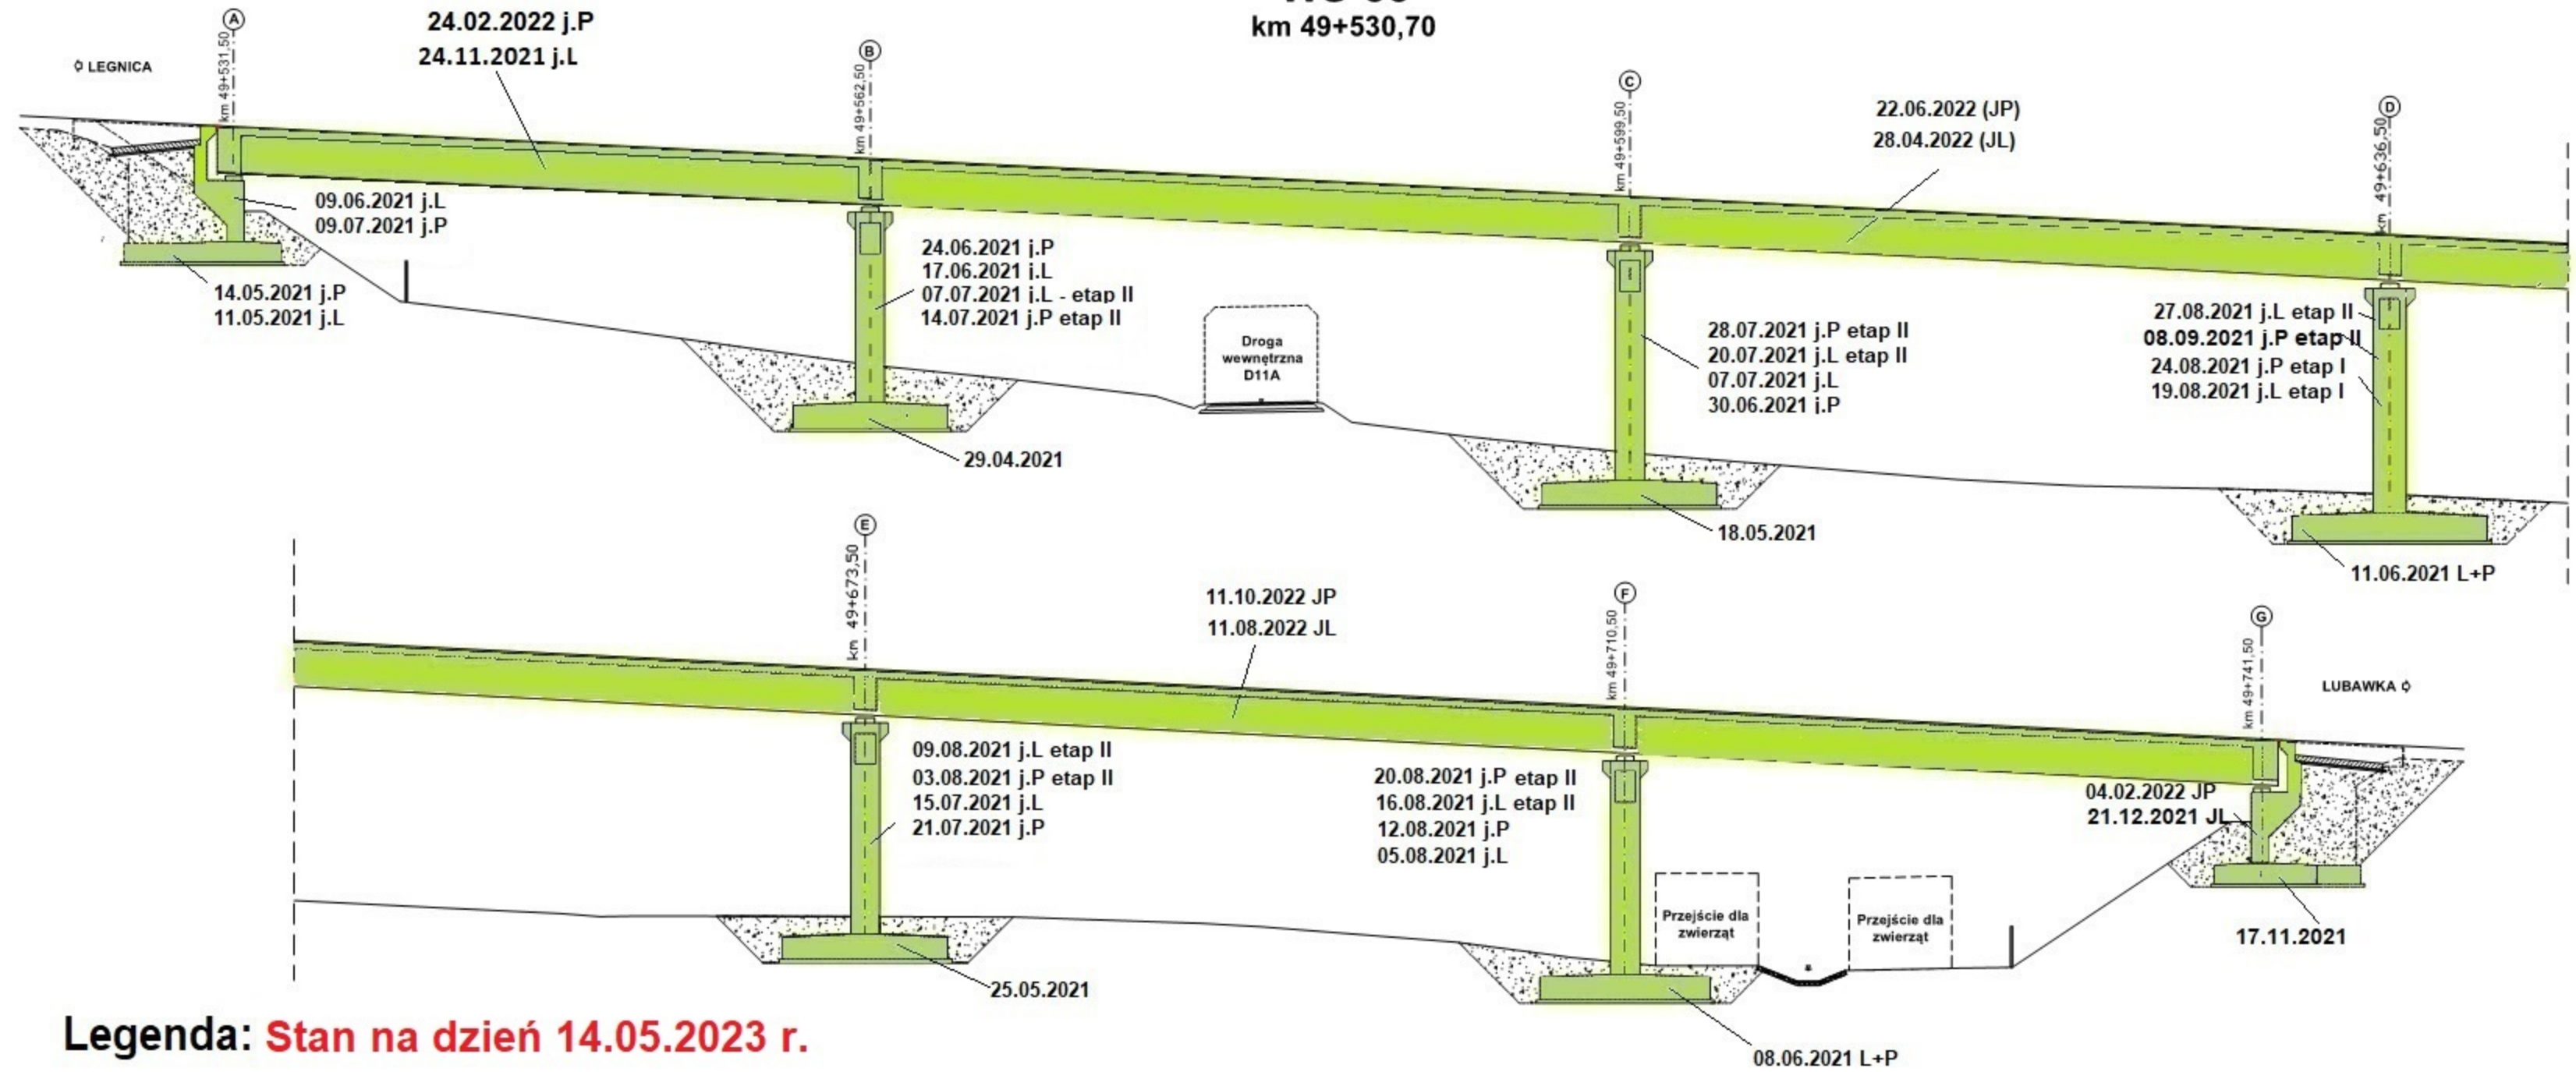 km 49+530,70
A
24.02.2022 j.P
24.11.2021 j.L
LEGNICA
km 49+531,50
B
km 49+562,50
C
km 49+599,50
22.06.2022 (JP)
28.04.2022 (JL)
D
km 49+636,50
09.06.2021 j.L
09.07.2021 j.P
14.05.2021 j.P
11.05.2021 j.L
24.06.2021 j.P
17.06.2021 j.L
07.07.2021 j.L - etap II
14.07.2021 j.P etap II
29.04.2021
Droga
wewnętrzna
D11A
28.07.2021 j.P etap II
20.07.2021 j.L etap II
07.07.2021 j.L
30.06.2021 j.P
18.05.2021
27.08.2021 j.L etap II
08.09.2021 j.P etap II
24.08.2021 j.P etap I
19.08.2021 j.L etap I
11.06.2021 L+P
E
km 49+673,50
11.10.2022 JP
11.08.2022 JL
F
km 49+710,50
G
km 49+741,50
LUBAWKA
09.08.2021 j.L etap II
03.08.2021 j.P etap II
15.07.2021 j.L
21.07.2021 j.P
25.05.2021
20.08.2021 j.P etap II
16.08.2021 j.L etap II
12.08.2021 j.P
05.08.2021 j.L
Przejście dla
zwierząt
Przejście dla
zwierząt
04.02.2022 JP
21.12.2021 JL
17.11.2021
08.06.2021 L+P
Legenda: Stan na dzień 14.05.2023 r.